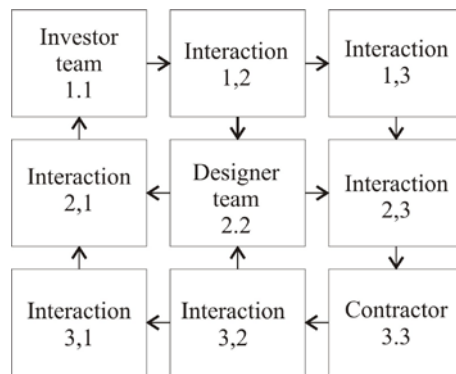 Investor
team
1.1
Interaction
1,2
Interaction
1,3
Interaction
2,1
Designer
team
2.2
Interaction
2,3
Interaction
3,1
Interaction
3,2
Contractor
3.3